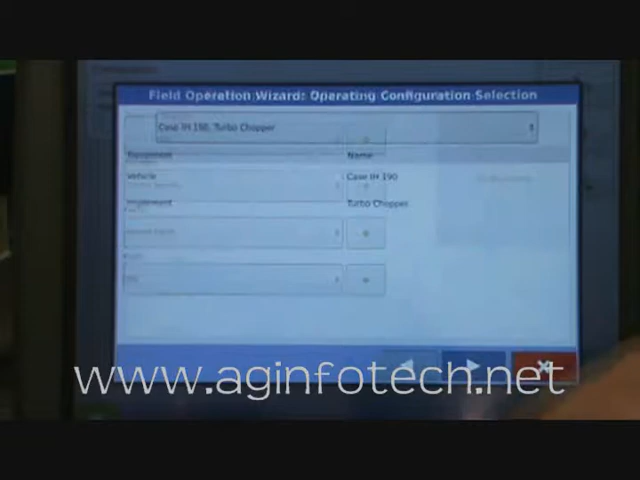 Field Operation Wizard: Operating Configuration Selection
Case IH 190, Turbo Chopper
Equipment Name
Vehicle Case IH 190
Implement Turbo Chopper
www.aginfotech.net